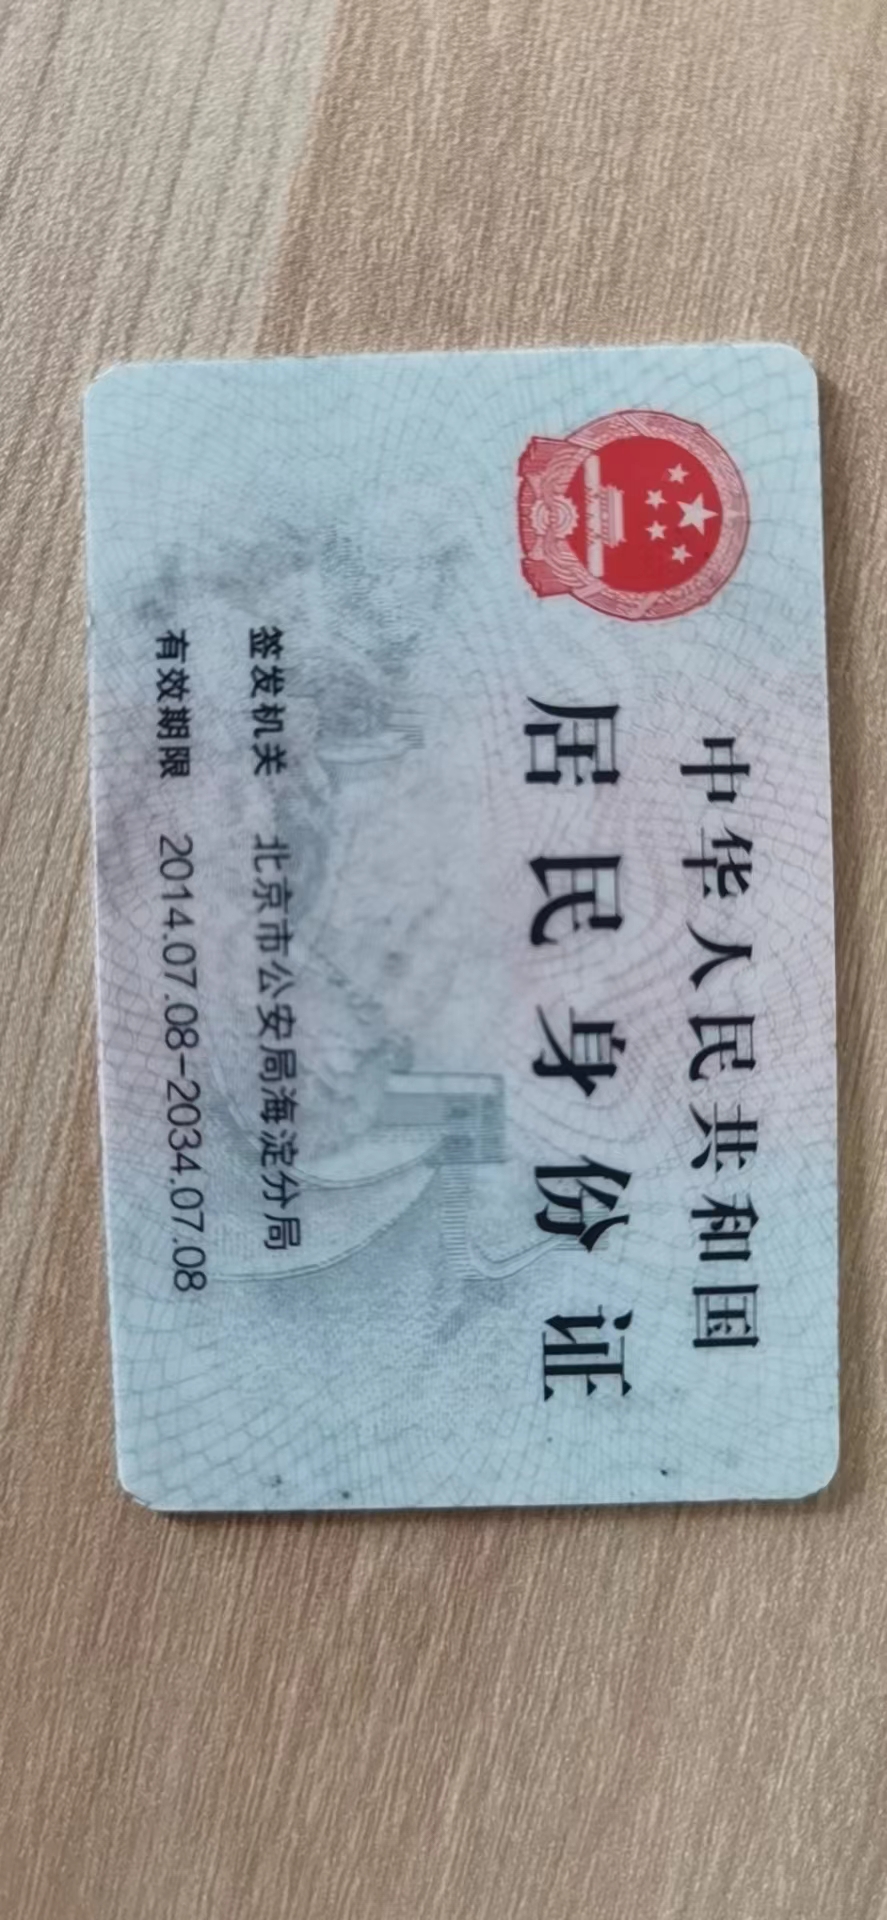 中华人民共和国
居民身份证
签发机关 北京市公安局海淀分局
有效期限 2014.07.08-2034.07.08